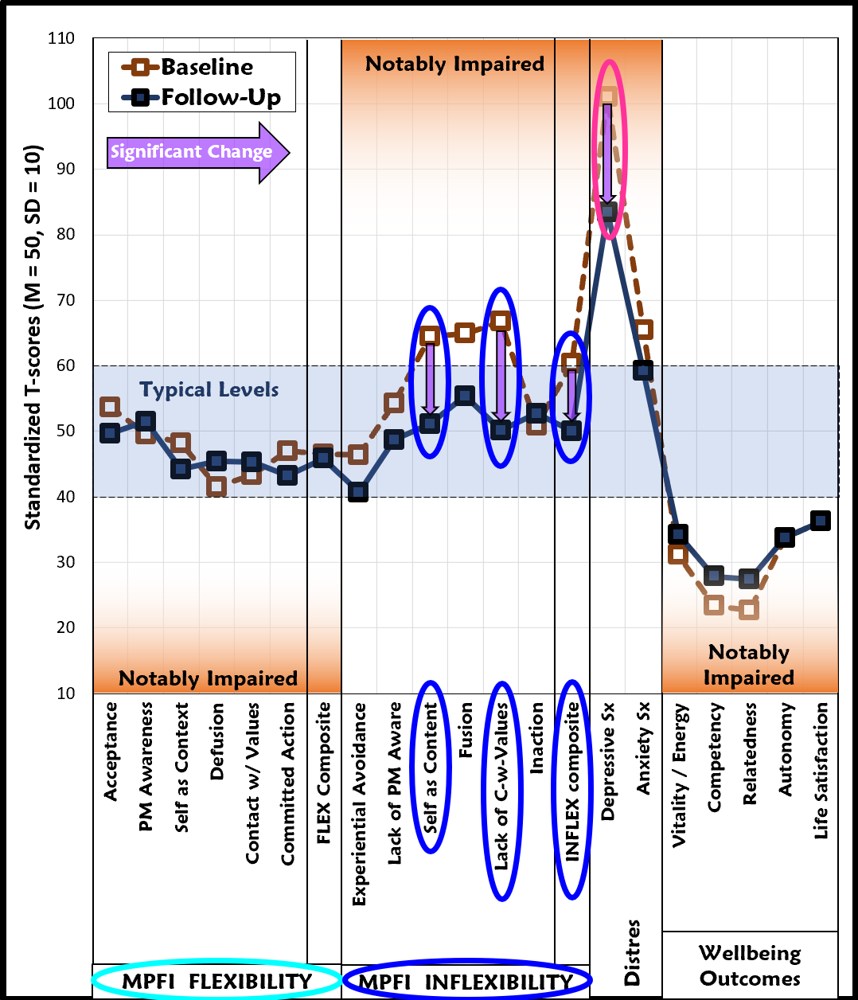 110
100
90
80
70
60
50
40
30
20
10
Standardized T-scores (M = 50, SD = 10)
Baseline
Follow-Up
Significant Change
Notably Impaired
Typical Levels
Notably Impaired
Notably
Impaired
Acceptance
PM Awareness
Self as Context
Defusion
Contact w/ Values
Committed Action
FLEX Composite
Experiential Avoidance
Lack of PM Aware
Self as Content
Fusion
Lack of C-w-Values
Inaction
INFLEX composite
Depressive Sx
Anxiety Sx
Vitality / Energy
Competency
Relatedness
Autonomy
Life Satisfaction
MPFI FLEXIBILITY
MPFI INFLEXIBILITY
Distres
Wellbeing
Outcomes